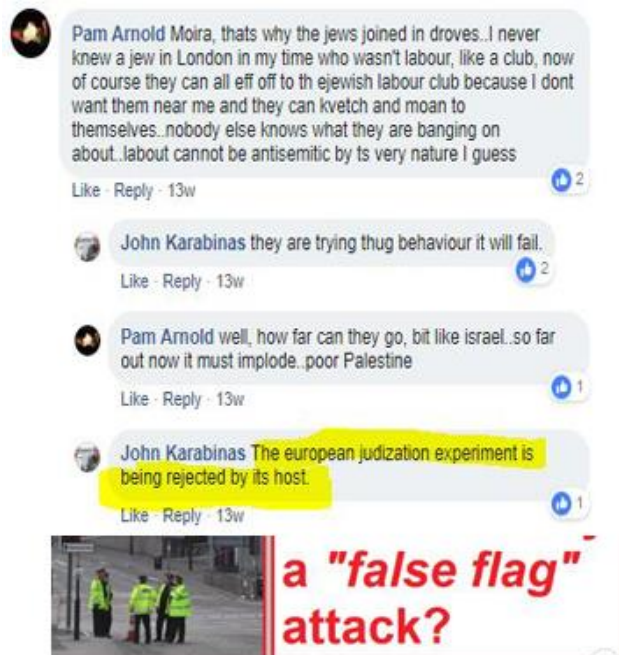 Pam Arnold Moira, thats why the jews joined in droves..I never
knew a jew in London in my time who wasn't labour, like a club, now
of course they can all eff off to th ejewish labour club because I dont
want them near me and they can kvetch and moan to
themselves..nobody else knows what they are banging on
about..labout cannot be antisemitic by ts very nature I guess
2
Like · Reply · 13w
John Karabinas they are trying thug behaviour it will fail.
2
Like · Reply · 13w
Pam Arnold well, how far can they go, bit like israel..so far
out now it must implode..poor Palestine
1
Like · Reply · 13w
John Karabinas The european judization experiment is
being rejected by its host.
1
Like · Reply · 13w
a "false flag"
attack?